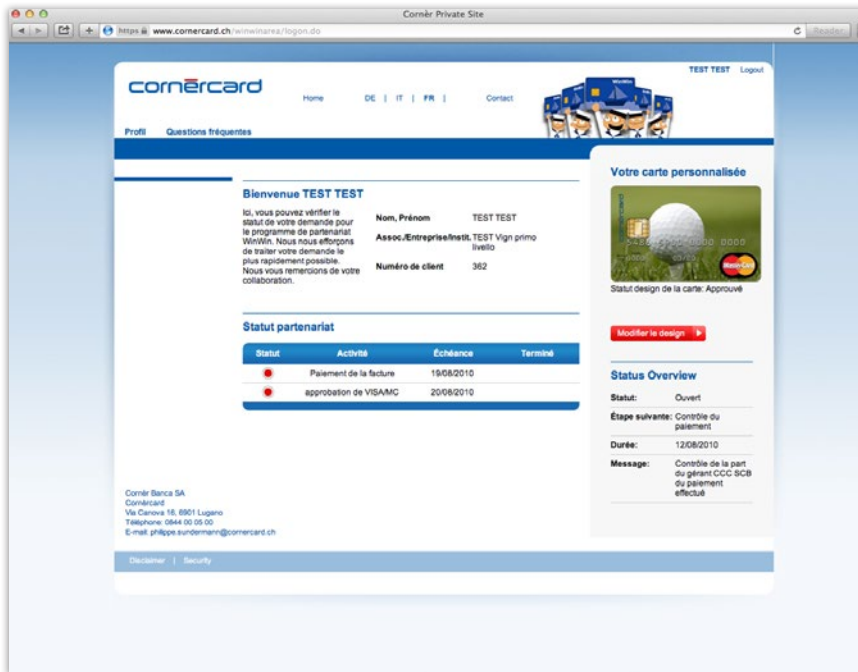 Cornèr Private Site
https www.cornercard.ch/winwinarea/logon.do
Reader
TEST TEST Logout
cornèrcard
Home DE | IT | FR | Contact
WinWin
Profil Questions fréquentes
Bienvenue TEST TEST
Ici, vous pouvez vérifier le
statut de votre demande pour
le programme de partenariat
WinWin. Nous nous efforçons
de traiter votre demande le
plus rapidement possible.
Nous vous remercions de votre
collaboration.
Nom, Prénom TEST TEST
Assoc./Entreprise/Instit. TEST Vign primo
livello
Numéro de client 362
Statut partenariat
Statut Activité Échéance Terminé
Paiement de la facture 19/08/2010
approbation de VISA/MC 20/08/2010
Votre carte personnalisée
cornèrcard
MasterCard
Statut design de la carte: Approuvé
Modifier le design
Status Overview
Statut: Ouvert
Étape suivante: Contrôle du
paiement
Durée: 12/08/2010
Message: Contrôle de la part
du gérant CCC SCB
du paiement
effectué
Cornèr Banca SA
Cornèrcard
Via Canova 16, 6901 Lugano
Téléphone: 0844 00 05 00
E-mail: philippe.sundermann@cornercard.ch
Disclaimer | Security